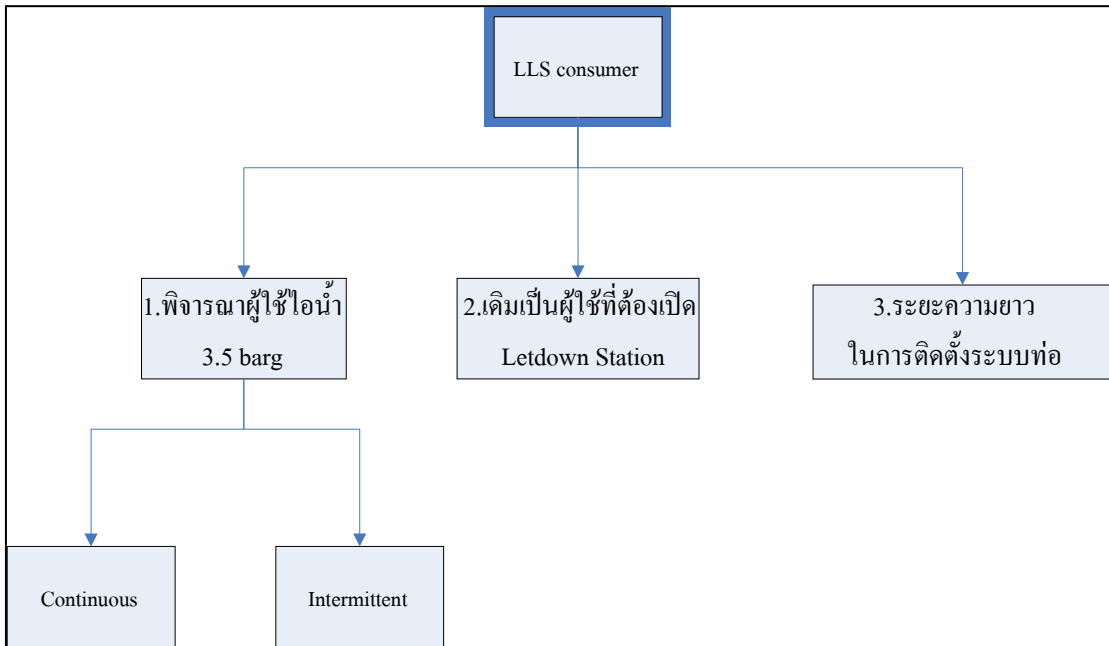 LLS consumer
1.พิจารณาผู้ใช้ไอน้ำ
3.5 barg
2.เดิมเป็นผู้ใช้ที่ต้องเปิด
Letdown Station
3.ระยะความยาว
ในการติดตั้งระบบท่อ
Continuous
Intermittent